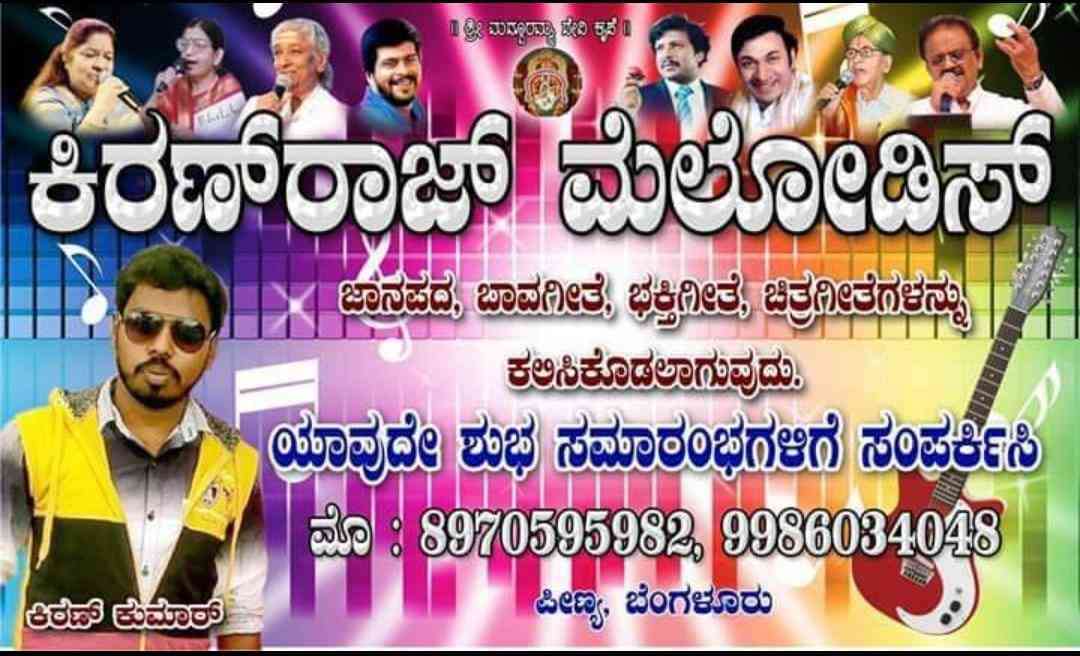 ॥ ಶ್ರೀ ಮದ್ದೂರಮ್ಮ ದೇವಿ ಕೃಪೆ ॥
ಕಿರಣ್‌ರಾಜ್ ಮೆಲೋಡಿಸ್
ಜಾನಪದ, ಬಾವಗೀತೆ, ಭಕ್ತಿಗೀತೆ, ಚಿತ್ರಗೀತೆಗಳನ್ನು
ಕಲಿಸಿಕೊಡಲಾಗುವುದು.
ಯಾವುದೇ ಶುಭ ಸಮಾರಂಭಗಳಿಗೆ ಸಂಪರ್ಕಿಸಿ
ಮೊ : 8970595982, 9986034048
ಪೀಣ್ಯ, ಬೆಂಗಳೂರು
ಕಿರಣ್ ಕುಮಾರ್